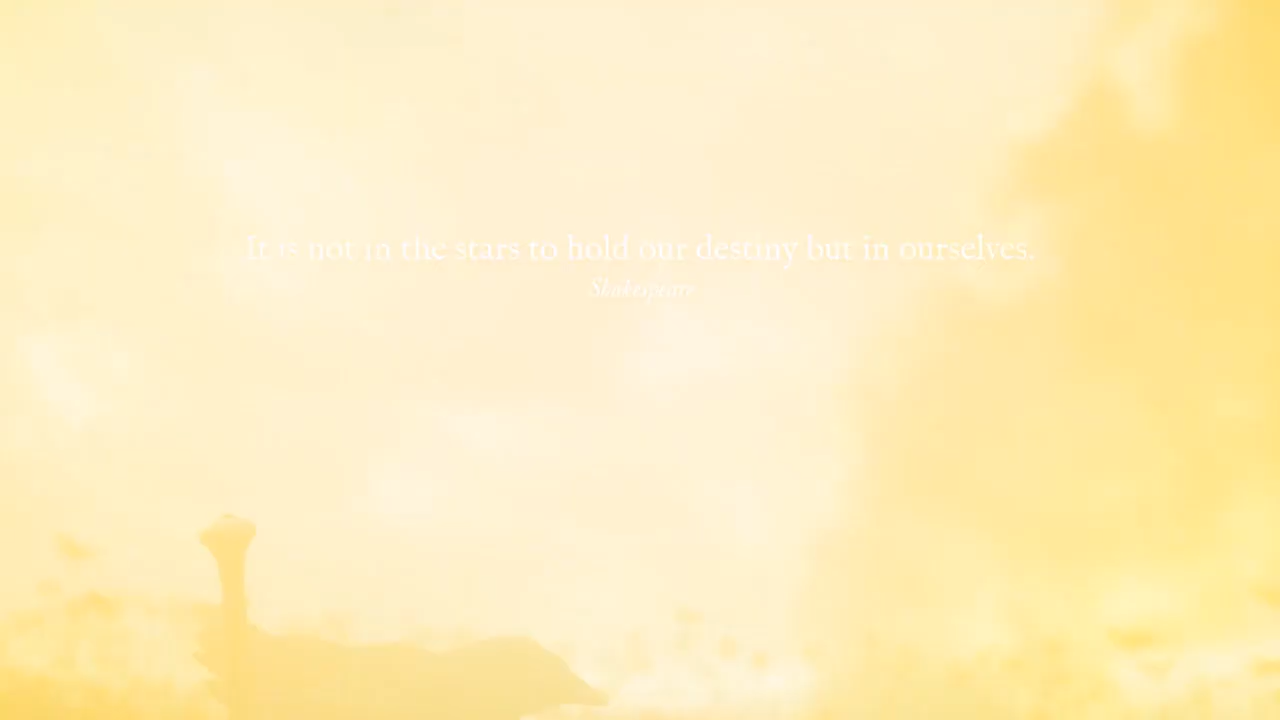 It is not in the stars to hold our destiny but in ourselves.
Shakespeare